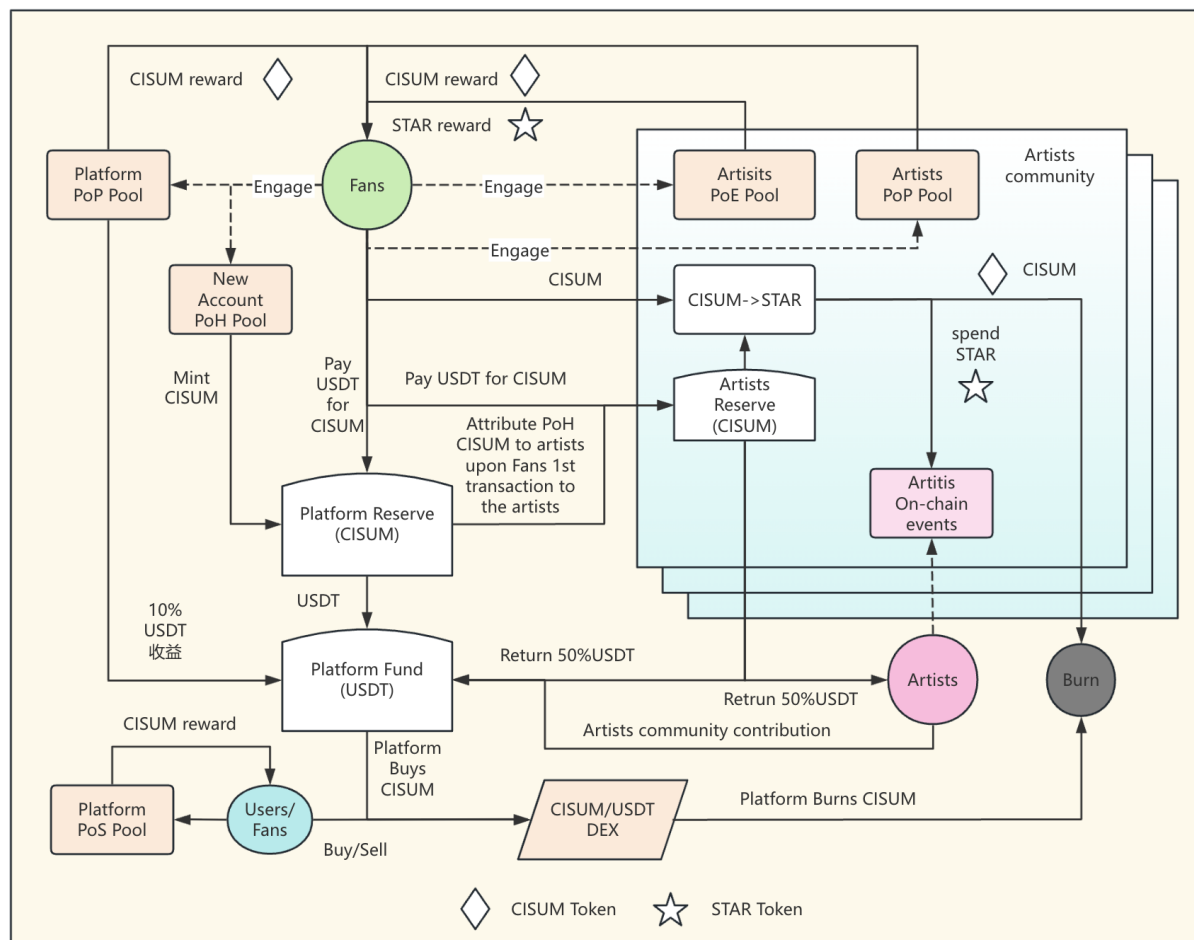 CISUM reward
CISUM reward
STAR reward
Platform
PoP Pool
Engage
Fans
Engage
Artisits
PoE Pool
Artists
PoP Pool
Artists
community
Engage
New
Account
PoH Pool
CISUM
CISUM->STAR
CISUM
spend
STAR
Mint
CISUM
Pay
USDT
for
CISUM
Pay USDT for CISUM
Artists
Reserve
(CISUM)
Attribute PoH
CISUM to artists
upon Fans 1st
transaction to
the artists
Platform Reserve
(CISUM)
Artitis
On-chain
events
USDT
10%
USDT
收益
Platform Fund
(USDT)
Return 50%USDT
Retrun 50%USDT
Artists
Burn
Artists community contribution
CISUM reward
Platform
Buys
CISUM
Platform
PoS Pool
Users/
Fans
Buy/Sell
CISUM/USDT
DEX
Platform Burns CISUM
CISUM Token
STAR Token